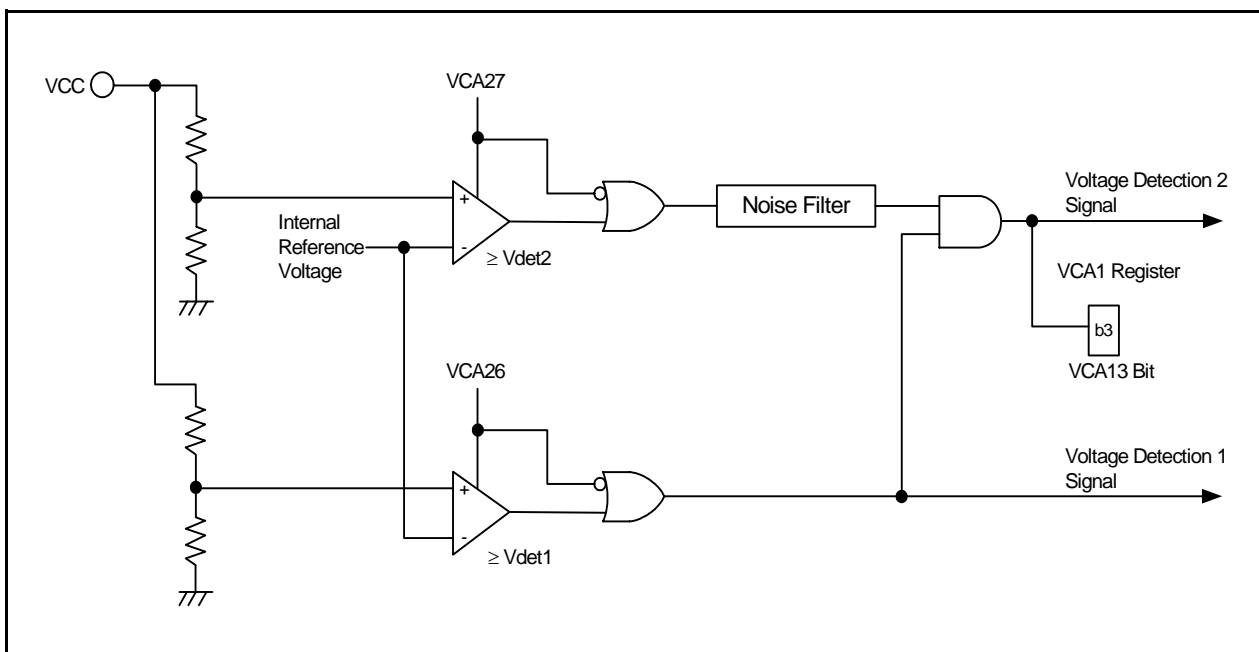 VCC
VCA27
+
-
Internal
Reference
Voltage
≥ Vdet2
Noise Filter
Voltage Detection 2
Signal
VCA1 Register
b3
VCA13 Bit
VCA26
+
-
≥ Vdet1
Voltage Detection 1
Signal